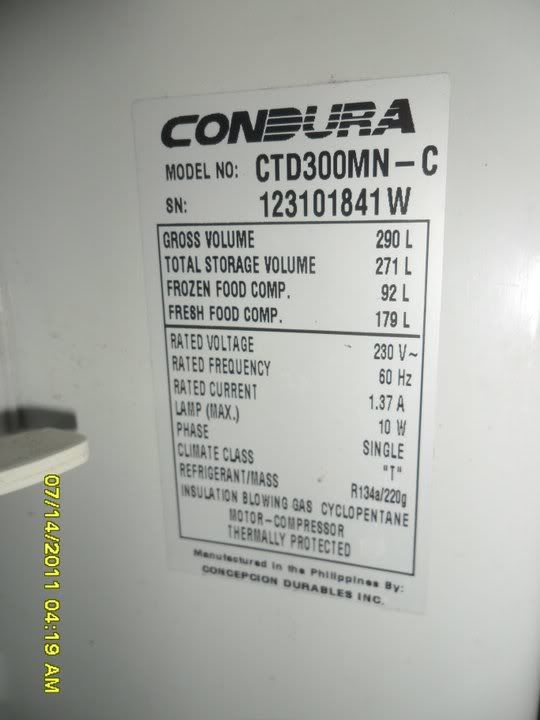 CONDURA
MODEL NO: CTD300MN-C
SN: 123101841W
GROSS VOLUME 290 L
TOTAL STORAGE VOLUME 271 L
FROZEN FOOD COMP. 92 L
FRESH FOOD COMP. 179 L
RATED VOLTAGE 230 V~
RATED FREQUENCY 60 Hz
RATED CURRENT 1.37 A
LAMP (MAX.) 10 W
PHASE SINGLE
CLIMATE CLASS "T"
REFRIGERANT/MASS R134a/220g
INSULATION BLOWING GAS CYCLOPENTANE
MOTOR-COMPRESSOR
THERMALLY PROTECTED
Manufactured in the Philippines By:
CONCEPCION DURABLES INC.
07/14/2011 04:19 AM